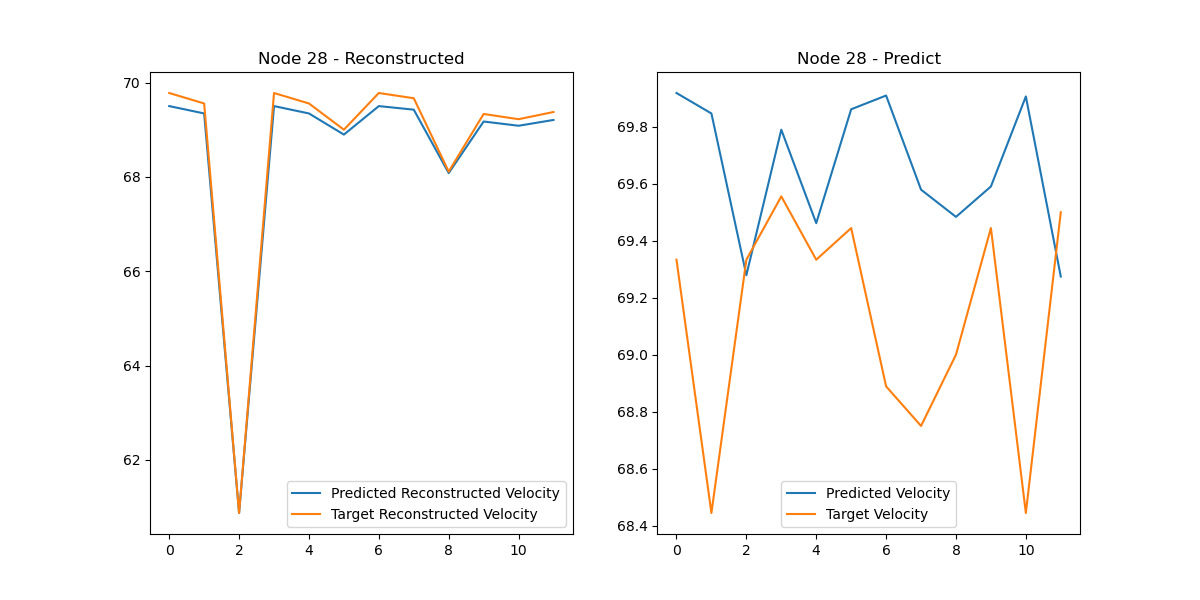 Node 28 - Reconstructed
70
68
66
64
62
0 2 4 6 8 10
Predicted Reconstructed Velocity
Target Reconstructed Velocity
Node 28 - Predict
69.8
69.6
69.4
69.2
69.0
68.8
68.6
68.4
0 2 4 6 8 10
Predicted Velocity
Target Velocity